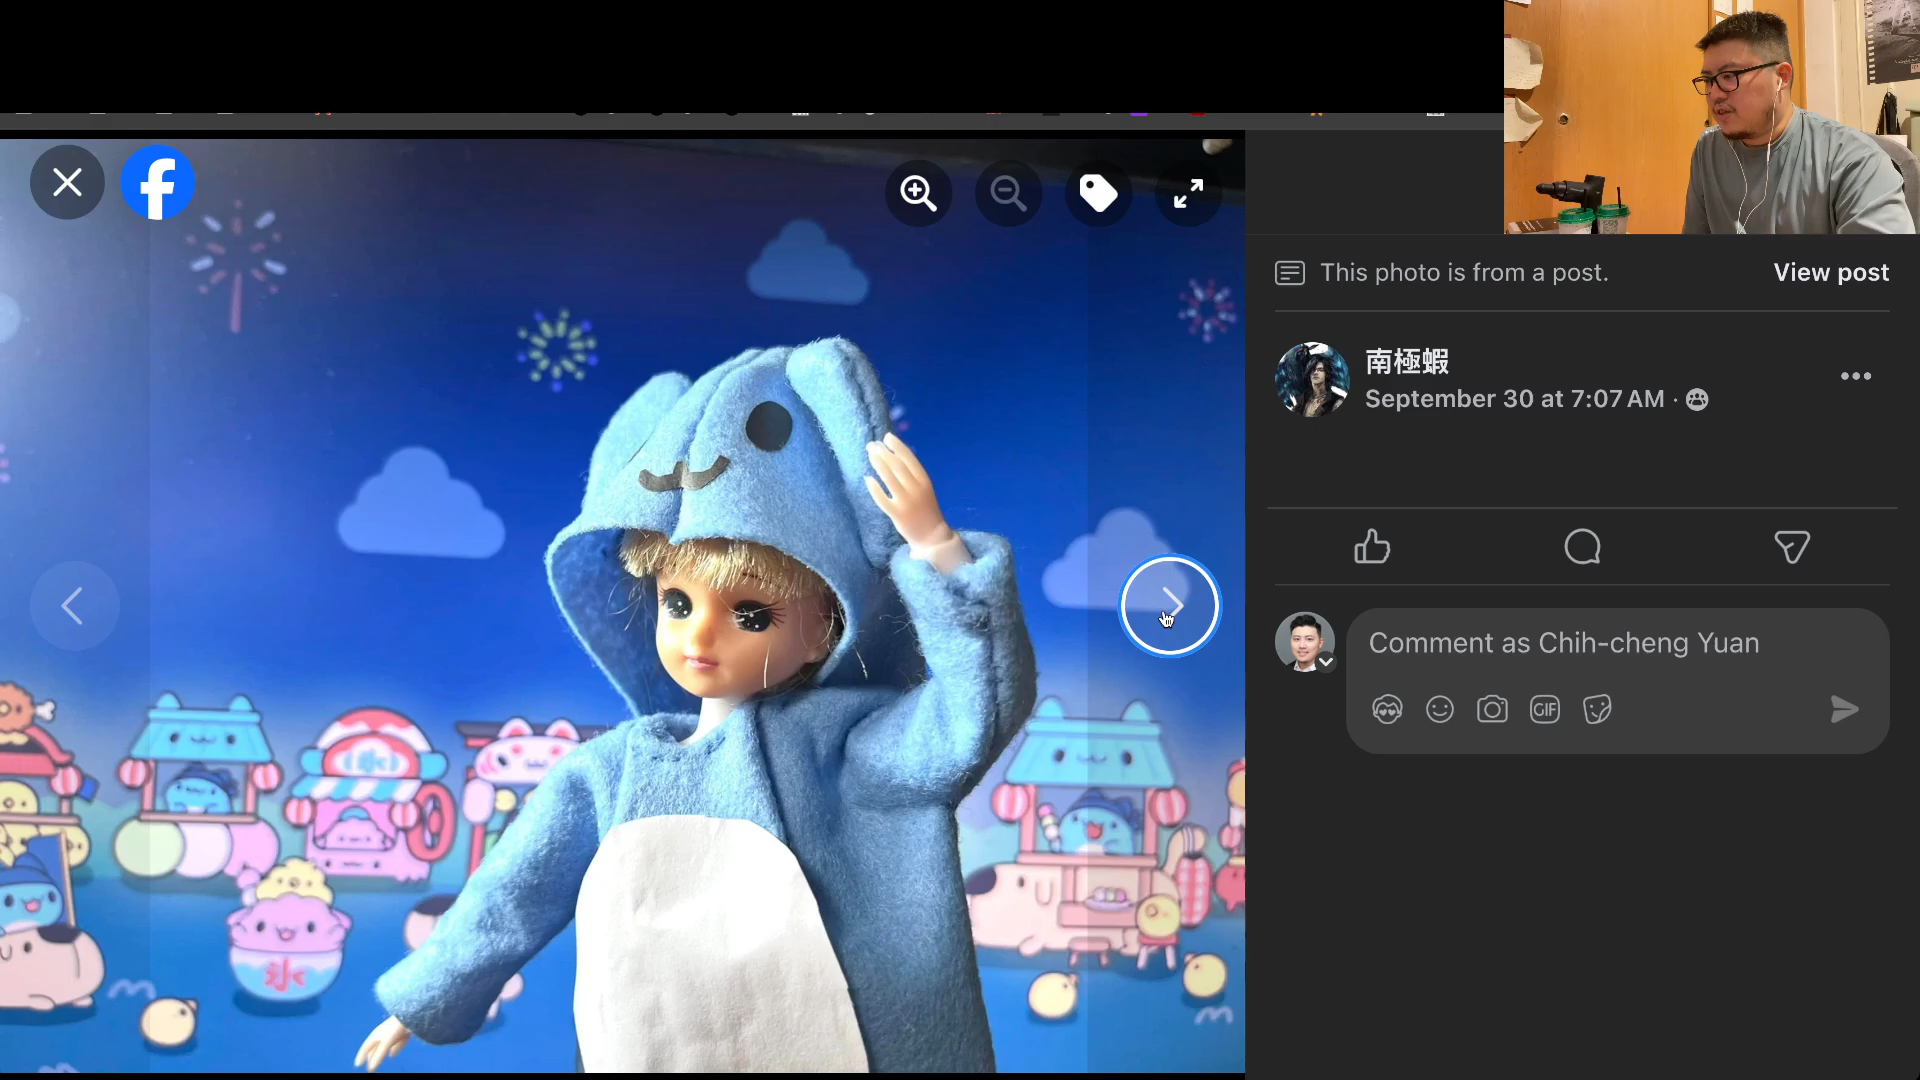 This photo is from a post.
View post
南極蝦
September 30 at 7:07 AM ·
Comment as Chih-cheng Yuan
GIF
氷